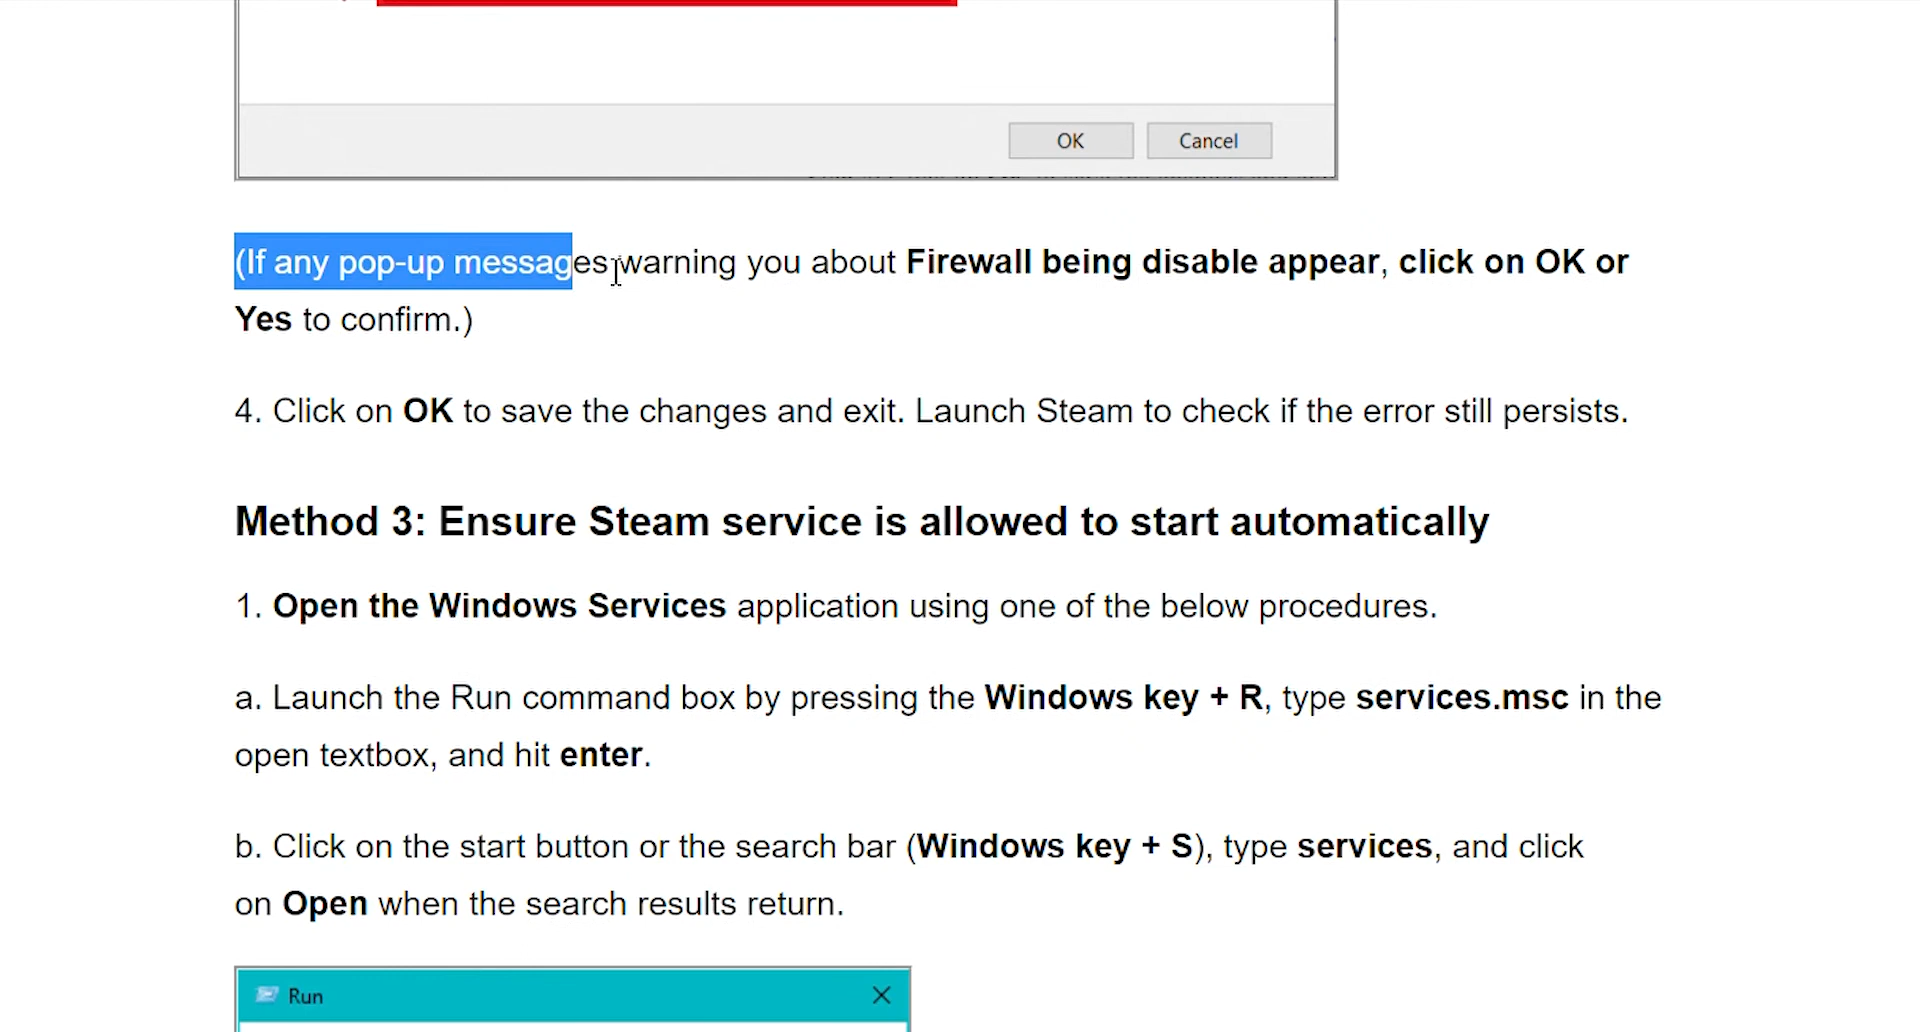 OK
Cancel
(If any pop-up messages warning you about Firewall being disable appear, click on OK or
Yes to confirm.)
4. Click on OK to save the changes and exit. Launch Steam to check if the error still persists.
Method 3: Ensure Steam service is allowed to start automatically
1. Open the Windows Services application using one of the below procedures.
a. Launch the Run command box by pressing the Windows key + R, type services.msc in the
open textbox, and hit enter.
b. Click on the start button or the search bar (Windows key + S), type services, and click
on Open when the search results return.
Run